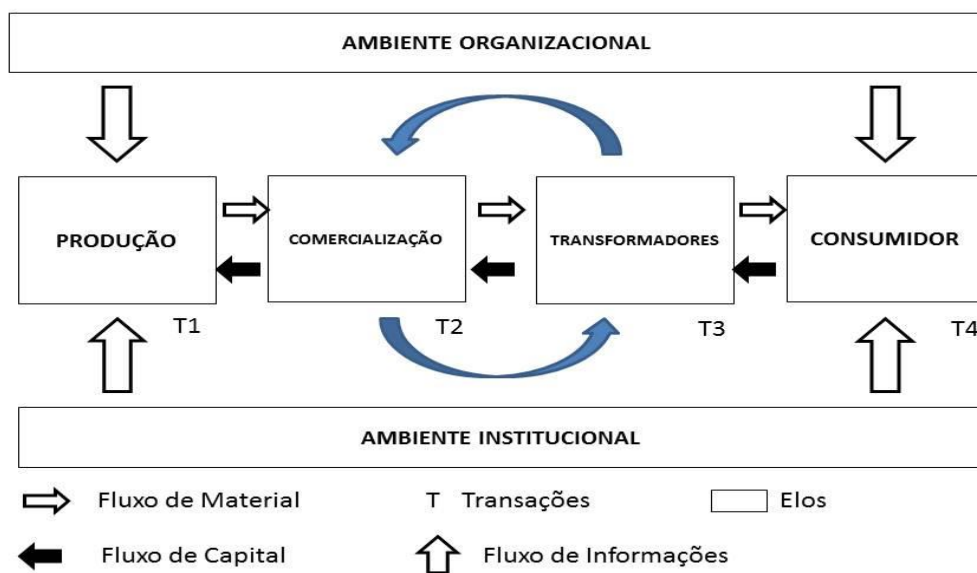 AMBIENTE ORGANIZACIONAL
PRODUÇÃO
COMERCIALIZAÇÃO
TRANSFORMADORES
CONSUMIDOR
T1
T2
T3
T4
AMBIENTE INSTITUCIONAL
Fluxo de Material
T Transações
Elos
Fluxo de Capital
Fluxo de Informações